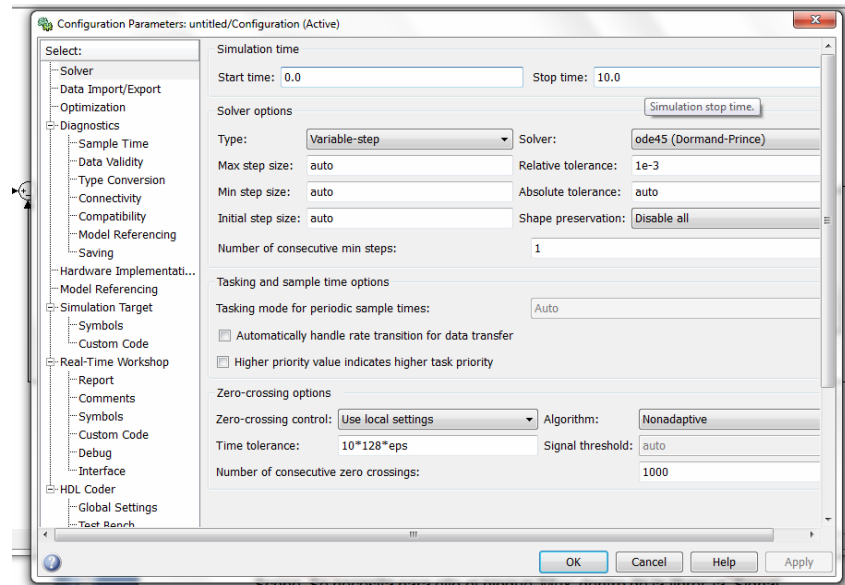 Configuration Parameters: untitled/Configuration (Active)
Select:
Solver
Data Import/Export
Optimization
Diagnostics
Sample Time
Data Validity
Type Conversion
Connectivity
Compatibility
Model Referencing
Saving
Hardware Implementati...
Model Referencing
Simulation Target
Symbols
Custom Code
Real-Time Workshop
Report
Comments
Symbols
Custom Code
Debug
Interface
HDL Coder
Global Settings
Test Bench
Simulation time
Start time: 0.0 Stop time: 10.0
Simulation stop time.
Solver options
Type: Variable-step Solver: ode45 (Dormand-Prince)
Max step size: auto Relative tolerance: 1e-3
Min step size: auto Absolute tolerance: auto
Initial step size: auto Shape preservation: Disable all
Number of consecutive min steps: 1
Tasking and sample time options
Tasking mode for periodic sample times: Auto
Automatically handle rate transition for data transfer
Higher priority value indicates higher task priority
Zero-crossing options
Zero-crossing control: Use local settings Algorithm: Nonadaptive
Time tolerance: 10*128*eps Signal threshold: auto
Number of consecutive zero crossings: 1000
OK Cancel Help Apply